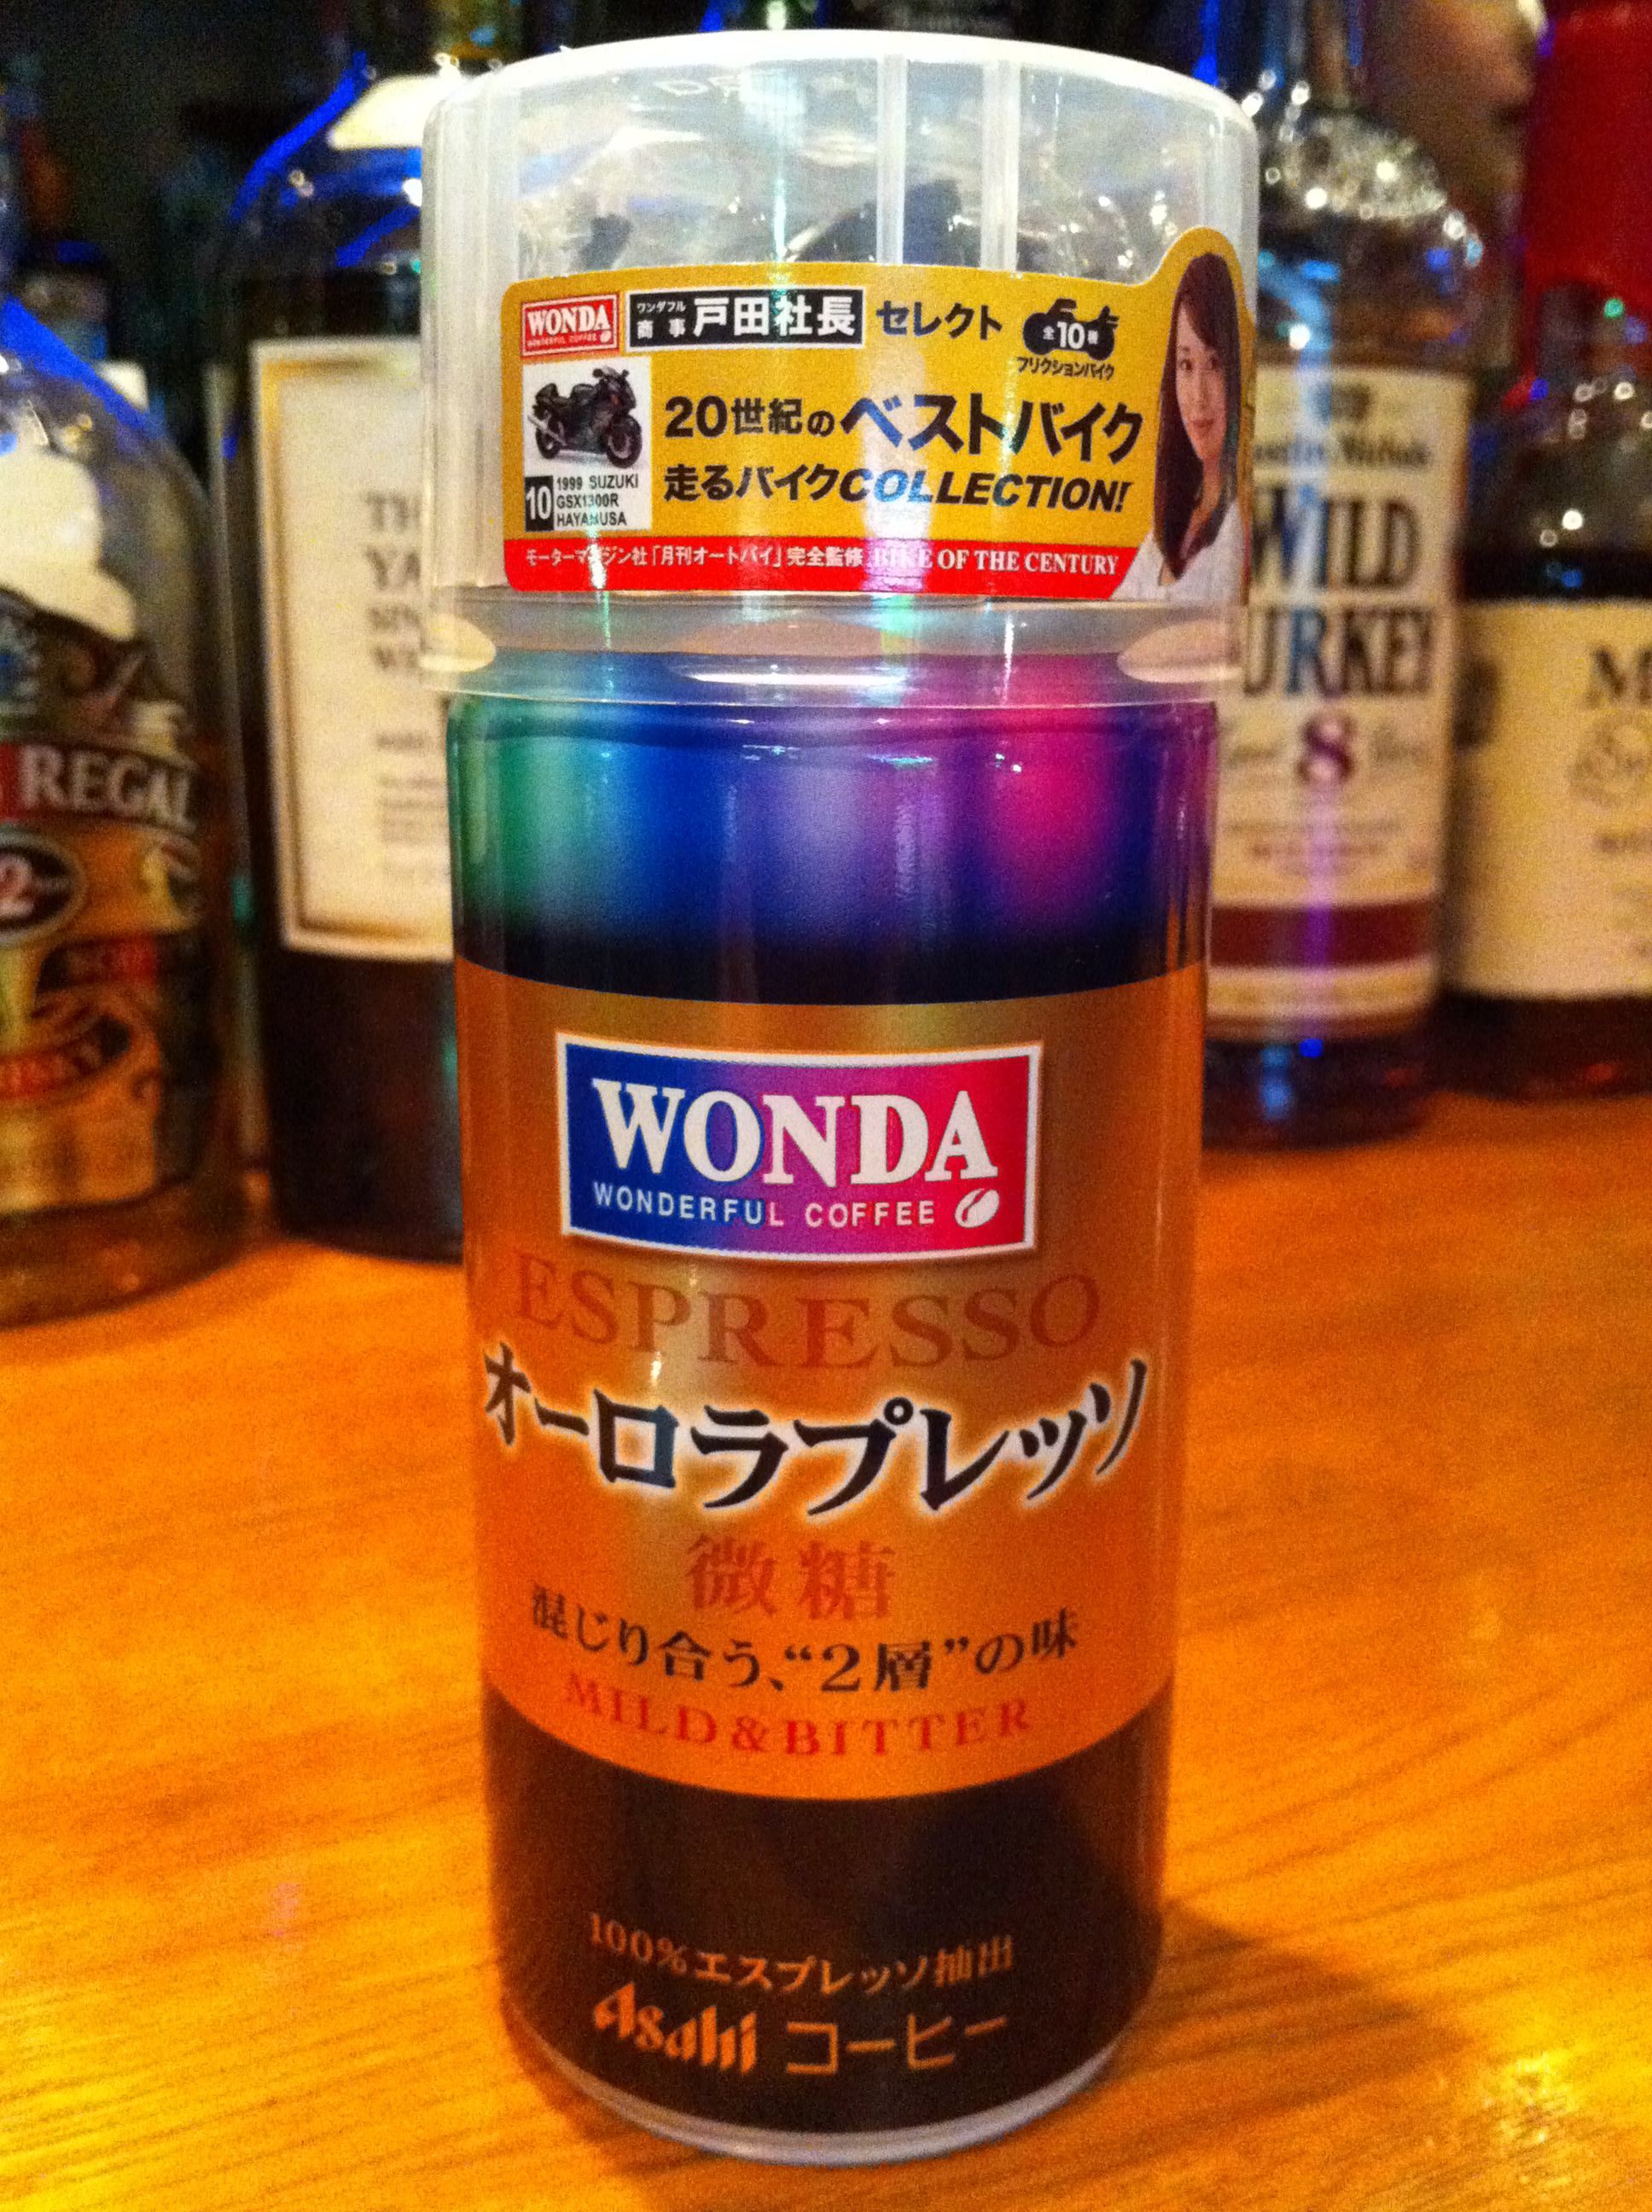 WONDA
WONDERFUL COFFEE
ワンダフル
商事
戸田社長
セレクト
全10種
フリクションバイク
20世紀のベストバイク
走るバイクCOLLECTION!
10
1999 SUZUKI
GSX1300R
HAYABUSA
モーターマガジン社「月刊オートバイ」完全監修 BIKE OF THE CENTURY
WONDA
WONDERFUL COFFEE
ESPRESSO
オーロラプレッソ
微糖
混じり合う、“2層”の味
MILD&BITTER
100%エスプレッソ抽出
Asahi コーヒー
REGAL
WILD
TURKEY
8